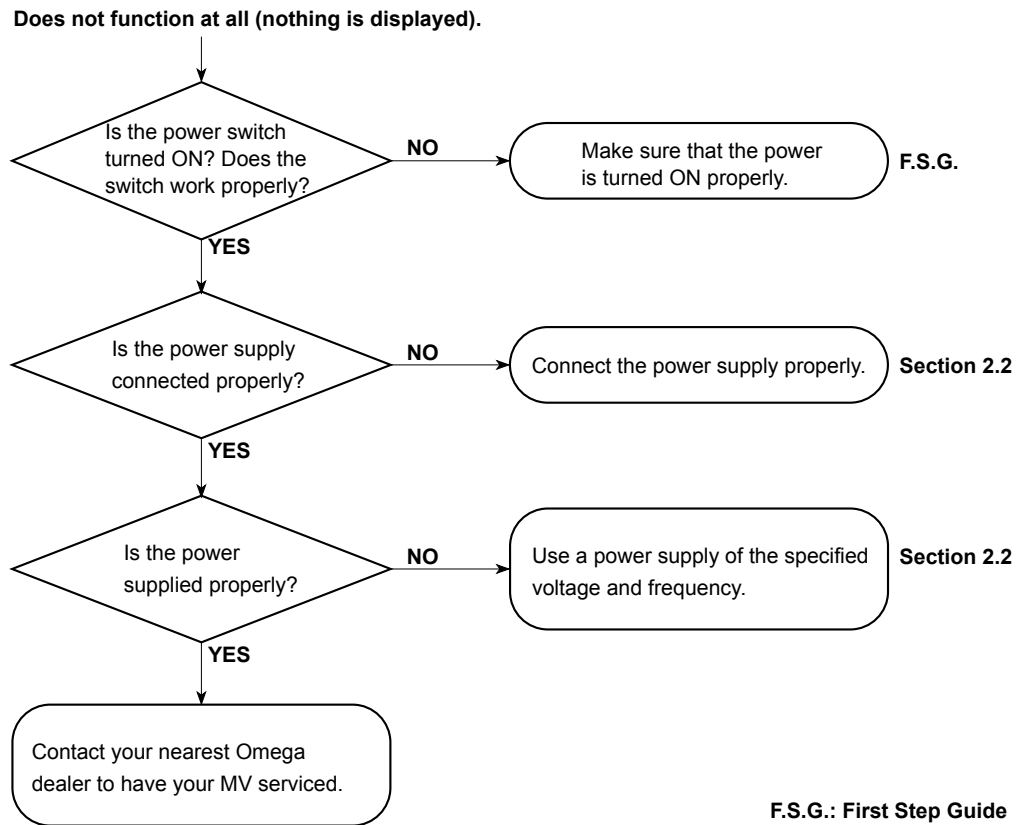 Does not function at all (nothing is displayed).
Is the power switch
turned ON? Does the
switch work properly?
NO
Make sure that the power
is turned ON properly.
F.S.G.
YES
Is the power supply
connected properly?
NO
Connect the power supply properly.
Section 2.2
YES
Is the power
supplied properly?
NO
Use a power supply of the specified
voltage and frequency.
Section 2.2
YES
Contact your nearest Omega
dealer to have your MV serviced.
F.S.G.: First Step Guide